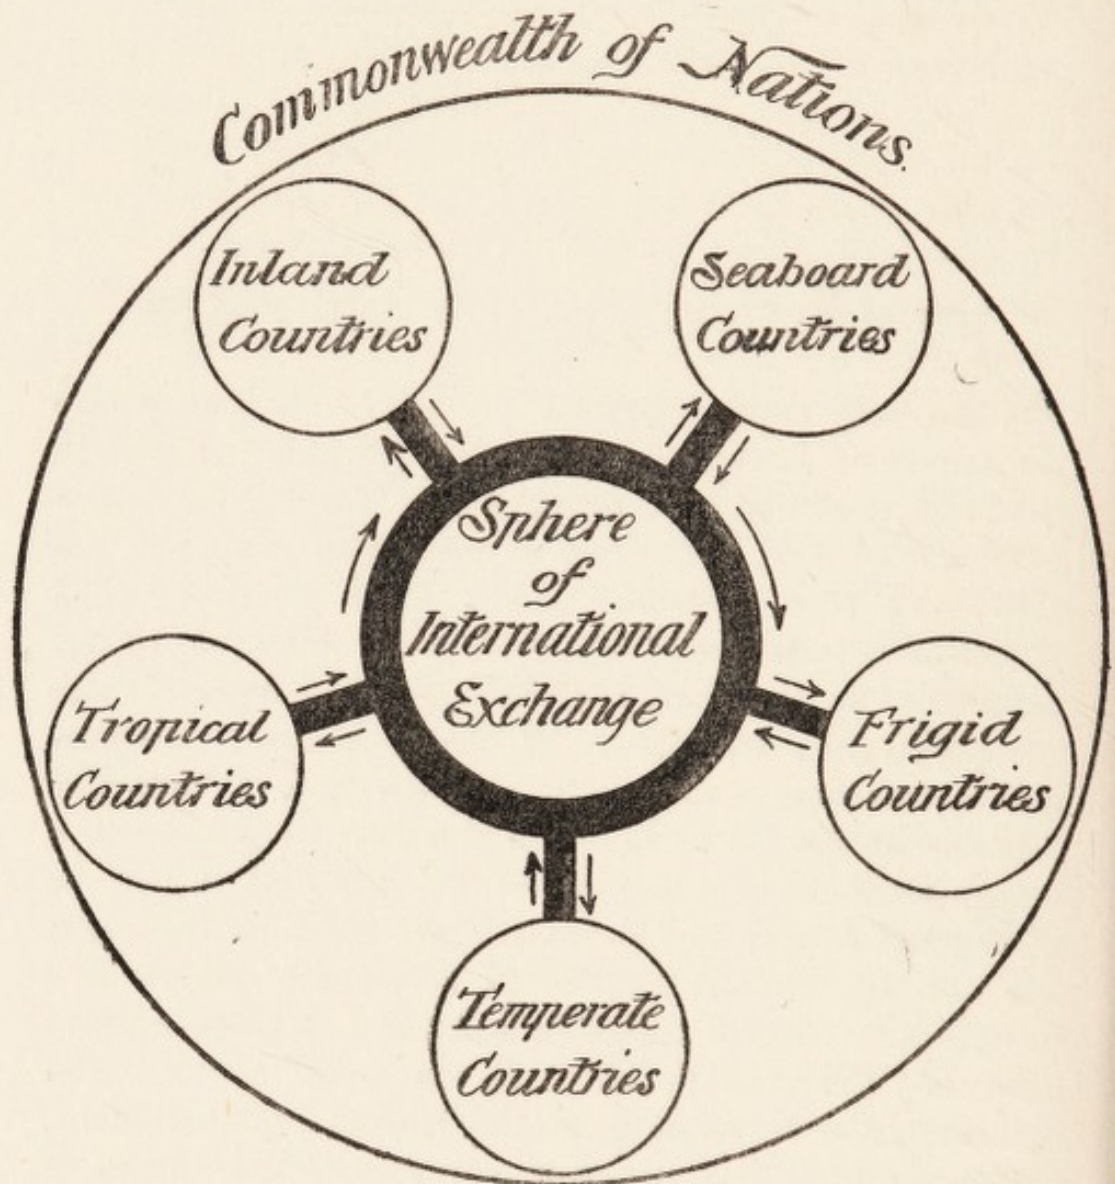 Commonwealth of Nations.
Inland
Countries
Seaboard
Countries
Sphere
of
International
Exchange
Tropical
Countries
Frigid
Countries
Temperate
Countries